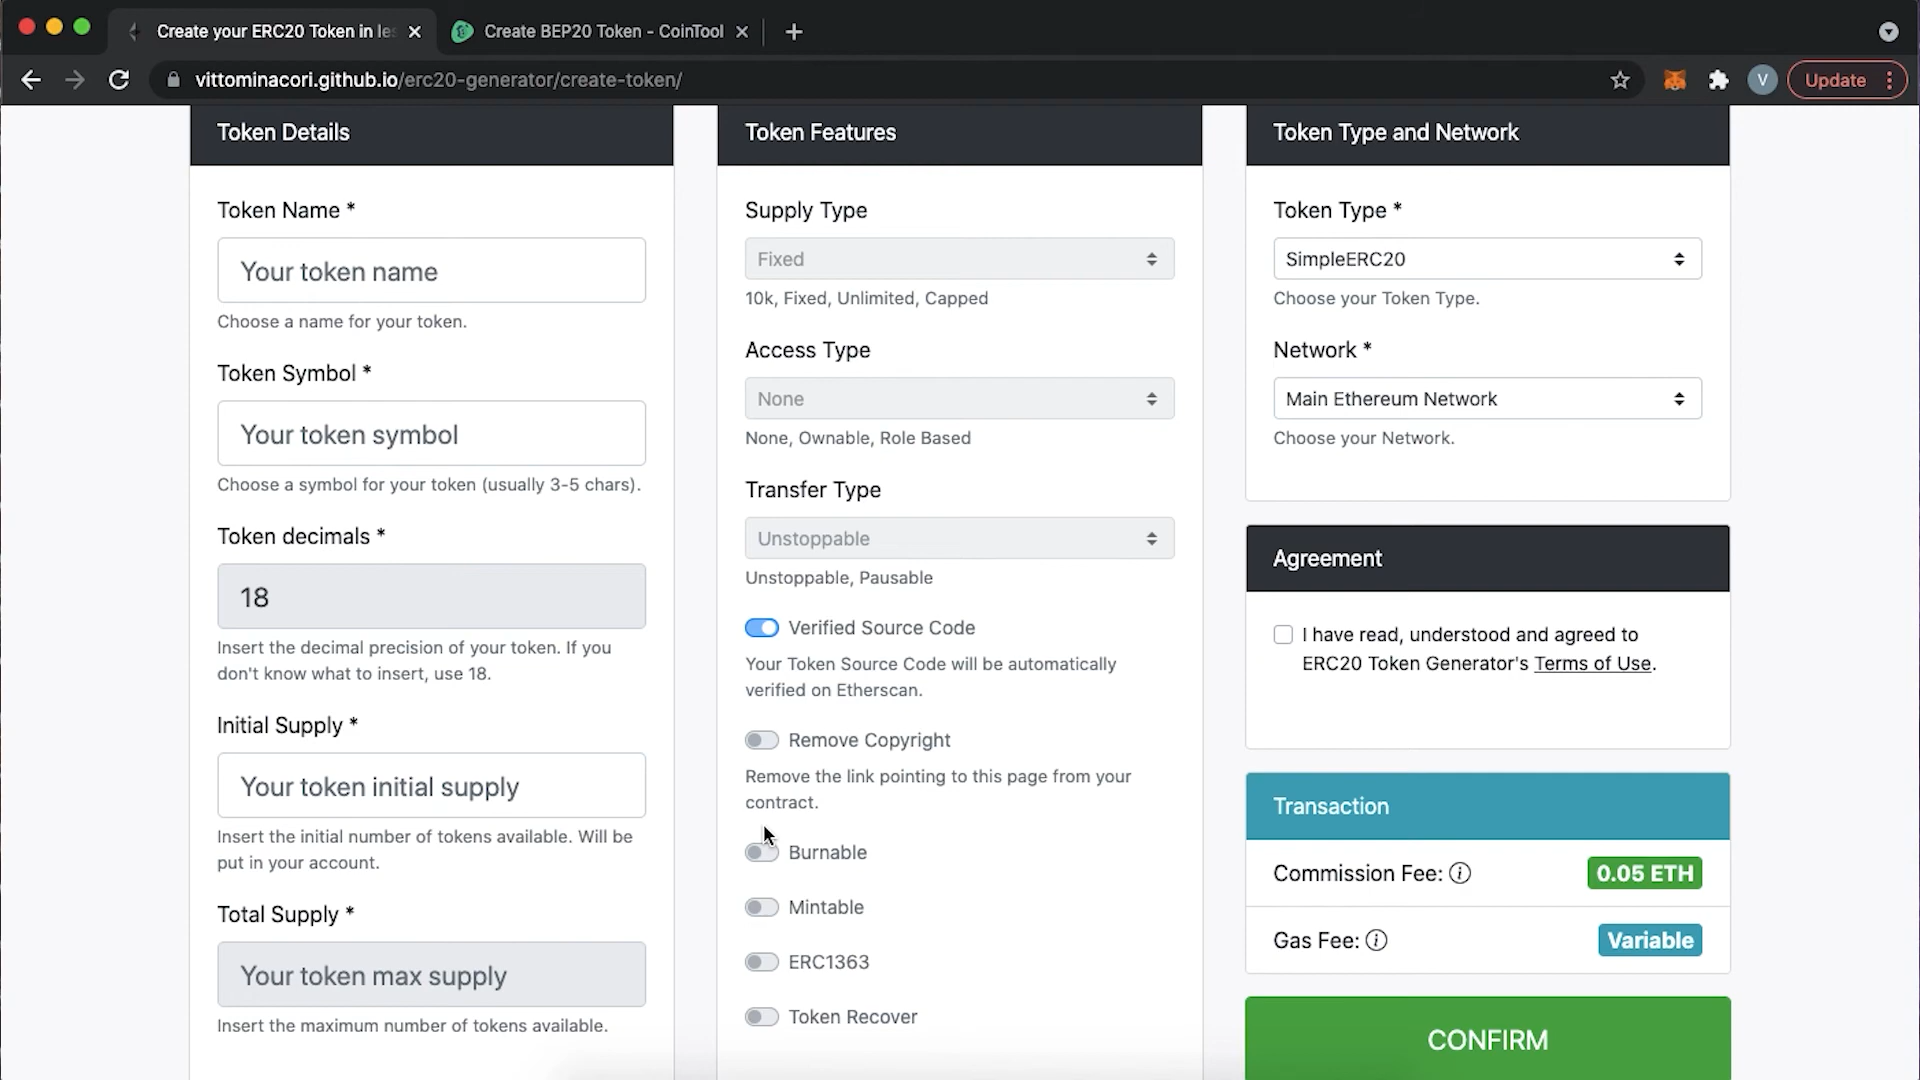 Create your ERC20 Token in les
Create BEP20 Token - CoinTool
vittominacori.github.io/erc20-generator/create-token/
V
Update
Token Details
Token Name *
Your token name
Choose a name for your token.
Token Symbol *
Your token symbol
Choose a symbol for your token (usually 3-5 chars).
Token decimals *
18
Insert the decimal precision of your token. If you
don't know what to insert, use 18.
Initial Supply *
Your token initial supply
Insert the initial number of tokens available. Will be
put in your account.
Total Supply *
Your token max supply
Insert the maximum number of tokens available.
Token Features
Supply Type
Fixed
10k, Fixed, Unlimited, Capped
Access Type
None
None, Ownable, Role Based
Transfer Type
Unstoppable
Unstoppable, Pausable
Verified Source Code
Your Token Source Code will be automatically
verified on Etherscan.
Remove Copyright
Remove the link pointing to this page from your
contract.
Burnable
Mintable
ERC1363
Token Recover
Token Type and Network
Token Type *
SimpleERC20
Choose your Token Type.
Network *
Main Ethereum Network
Choose your Network.
Agreement
I have read, understood and agreed to
ERC20 Token Generator's Terms of Use.
Transaction
Commission Fee: 0.05 ETH
Gas Fee: Variable
CONFIRM